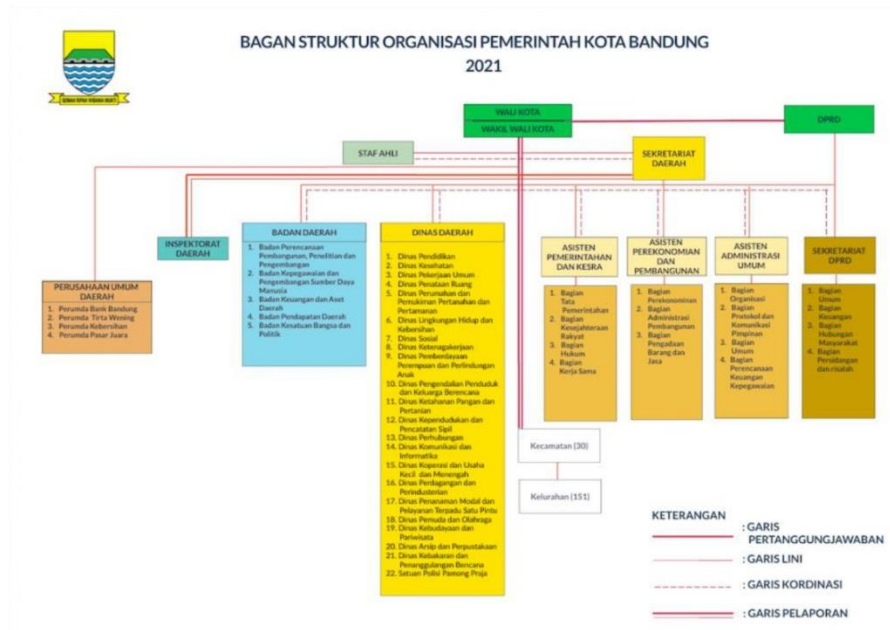 BAGAN STRUKTUR ORGANISASI PEMERINTAH KOTA BANDUNG
2021
WALI KOTA
WAKIL WALI KOTA
DPRD
STAF AHLI
SEKRETARIAT
DAERAH
INSPEKTORAT
DAERAH
PERUSAHAAN UMUM
DAERAH
1. Perumda Bank Bandung
2. Perumda Tirta Wening
3. Perumda Kebersihan
4. Perumda Pasar Juara
BADAN DAERAH
1. Badan Perencanaan
Pembangunan, Penelitian dan
Pengembangan
2. Badan Kepegawaian dan
Pengembangan Sumber Daya
Manusia
3. Badan Keuangan dan Aset
Daerah
4. Badan Pendapatan Daerah
5. Badan Kesatuan Bangsa dan
Politik
DINAS DAERAH
1. Dinas Pendidikan
2. Dinas Kesehatan
3. Dinas Pekerjaan Umum
4. Dinas Penataan Ruang
5. Dinas Perumahan dan
Pemukiman Pertanahan dan
Pertamanan
6. Dinas Lingkungan Hidup dan
Kebersihan
7. Dinas Sosial
8. Dinas Ketenagakerjaan
9. Dinas Pemberdayaan
Perempuan dan Perlindungan
Anak
10. Dinas Pengendalian Penduduk
dan Keluarga Berencana
11. Dinas Ketahanan Pangan dan
Pertanian
12. Dinas Kependudukan dan
Pencatatan Sipil
13. Dinas Perhubungan
14. Dinas Komunikasi dan
Informatika
15. Dinas Koperasi dan Usaha
Kecil dan Menengah
16. Dinas Perdagangan dan
Perindusterian
17. Dinas Penanaman Modal dan
Pelayanan Terpadu Satu Pintu
18. Dinas Pemuda dan Olahraga
19. Dinas Kebudayaan dan
Pariwisata
20. Dinas Arsip dan Perpustakaan
21. Dinas Kebakaran dan
Penanggulangan Bencana
22. Satuan Polisi Pamong Praja
ASISTEN
PEMERINTAHAN
DAN KESRA
1. Bagian
Tata
Pemerintahan
2. Bagian
Kesejahteraan
Rakyat
3. Bagian
Hukum
4. Bagian
Kerja Sama
ASISTEN
PEREKONOMIAN
DAN
PEMBANGUNAN
1. Bagian
Perekonominan
2. Bagian
Administrasi
Pembangunan
3. Bagian
Pengadaan
Barang dan
Jasa
ASISTEN
ADMINISTRASI
UMUM
1. Bagian
Organisasi
2. Bagian
Protokol dan
Komunikasi
Pimpinan
3. Bagian
Umum
4. Bagian
Perencanaan
Keuangan
Kepegawaian
SEKRETARIAT
DPRD
1. Bagian
Umum
2. Bagian
Keuangan
3. Bagian
Hubungan
Masyarakat
4. Bagian
Persidangan
dan risalah
Kecamatan (30)
Kelurahan (151)
KETERANGAN
: GARIS
PERTANGGUNGJAWABAN
: GARIS LINI
: GARIS KORDINASI
: GARIS PELAPORAN